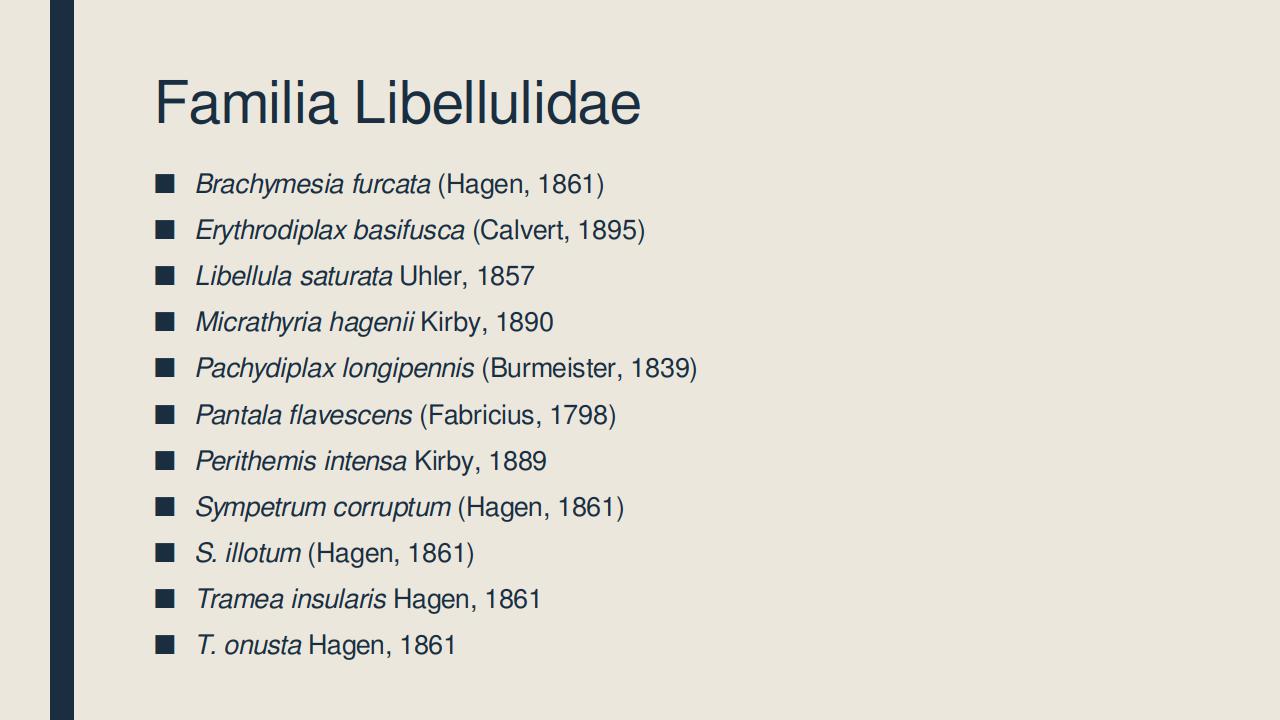 Familia Libellulidae
■ Brachymesia furcata (Hagen, 1861)
■ Erythrodiplax basifusca (Calvert, 1895)
■ Libellula saturata Uhler, 1857
■ Micrathyria hagenii Kirby, 1890
■ Pachydiplax longipennis (Burmeister, 1839)
■ Pantala flavescens (Fabricius, 1798)
■ Perithemis intensa Kirby, 1889
■ Sympetrum corruptum (Hagen, 1861)
■ S. illotum (Hagen, 1861)
■ Tramea insularis Hagen, 1861
■ T. onusta Hagen, 1861